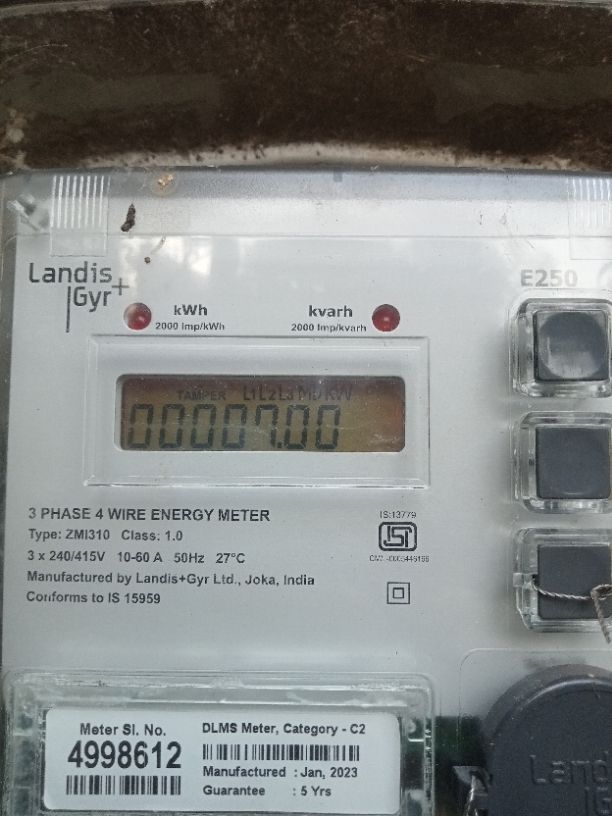 Landis
Gyr+
E250
kWh
2000 Imp/kWh
kvarh
2000 Imp/kvarh
TAMPER L1L2L3 MD KW
00007.00
3 PHASE 4 WIRE ENERGY METER
Type: ZMI310 Class: 1.0
3 x 240/415V 10-60 A 50Hz 27°C
Manufactured by Landis+Gyr Ltd., Joka, India
Conforms to IS 15959
IS:13779
ISI
Meter Sl. No.
4998612
DLMS Meter, Category - C2
Manufactured : Jan, 2023
Guarantee : 5 Yrs